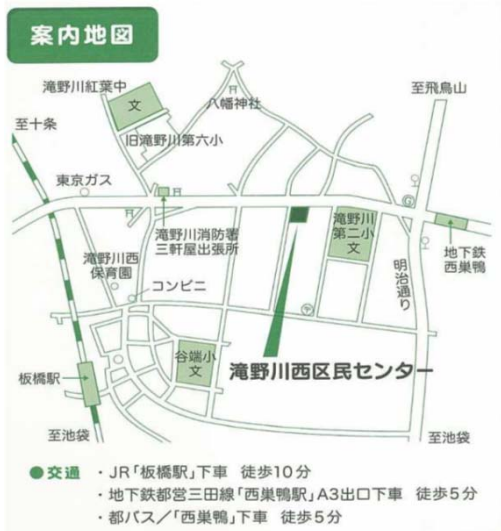 案内地図
滝野川紅葉中
文
八幡神社
至飛鳥山
至十条
旧滝野川第六小
東京ガス
滝野川消防署
三軒屋出張所
滝野川
第二小
文
地下鉄
西巣鴨
滝野川西
保育園
明治通り
コンビニ
谷端小
文
滝野川西区民センター
板橋駅
至池袋
至池袋
●交通 ・JR「板橋駅」下車 徒歩10分
・地下鉄都営三田線「西巣鴨駅」A3出口下車 徒歩5分
・都バス／「西巣鴨」下車 徒歩5分